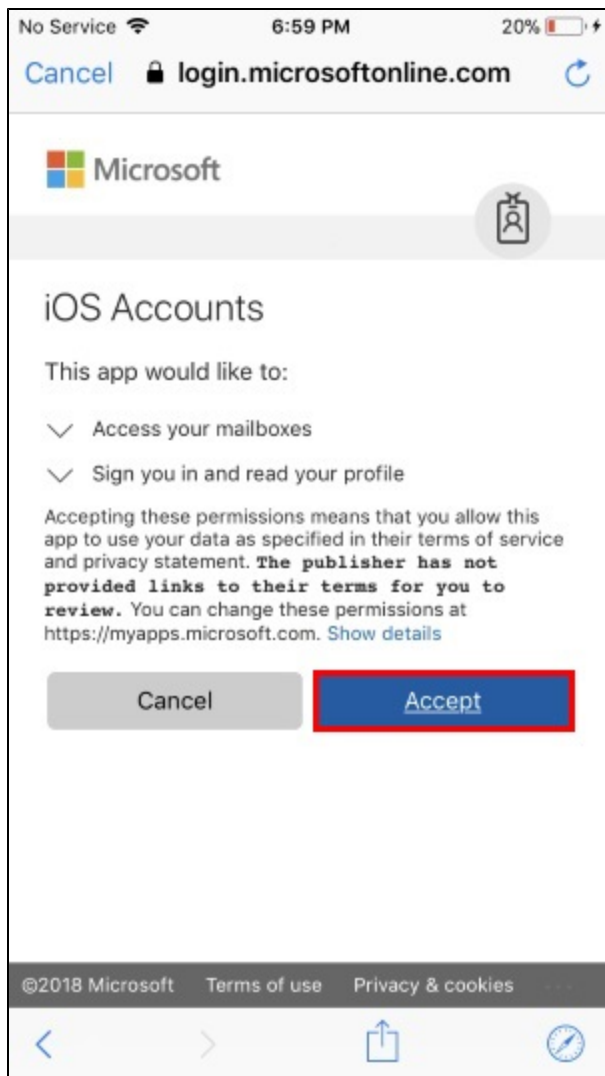 No Service 6:59 PM 20%
Cancel login.microsoftonline.com
Microsoft
iOS Accounts
This app would like to:
Access your mailboxes
Sign you in and read your profile
Accepting these permissions means that you allow this
app to use your data as specified in their terms of service
and privacy statement. The publisher has not
provided links to their terms for you to
review. You can change these permissions at
https://myapps.microsoft.com. Show details
Cancel Accept
©2018 Microsoft Terms of use Privacy & cookies ...